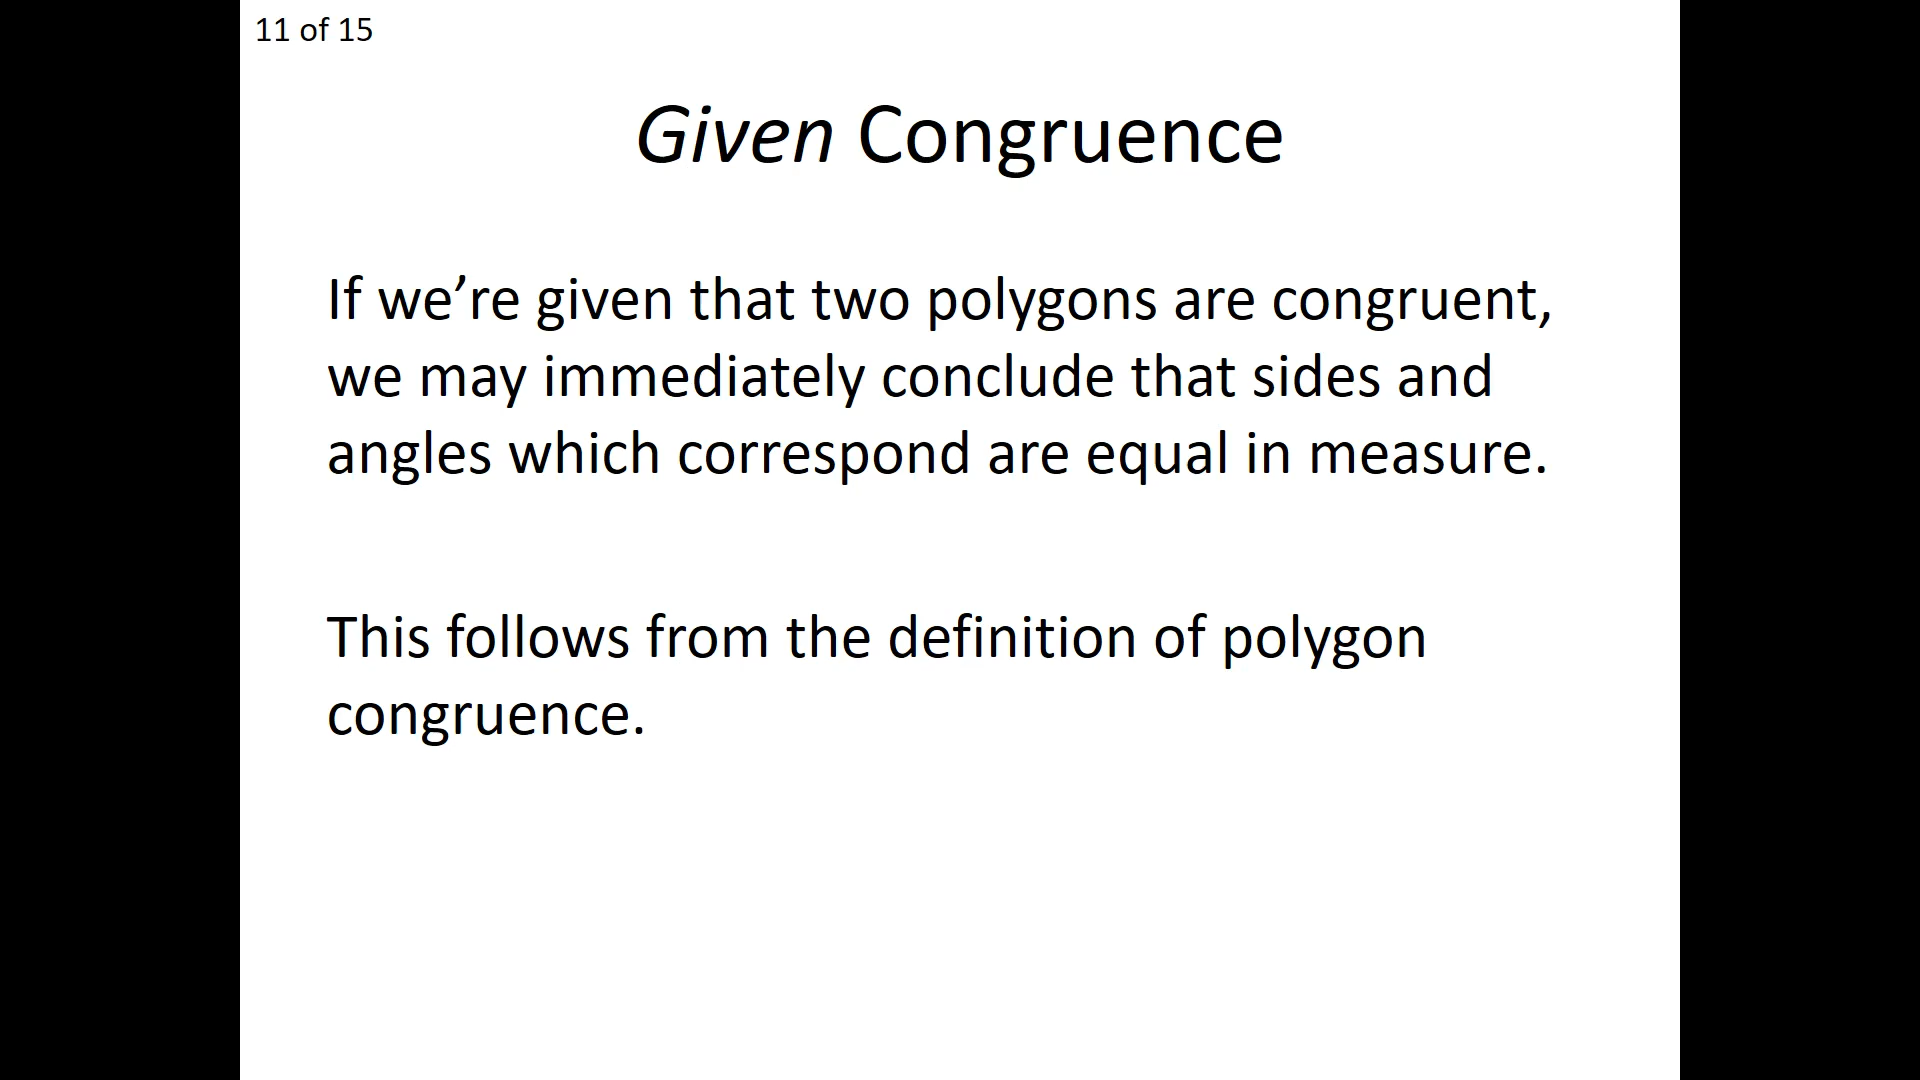 11 of 15
Given Congruence
If we’re given that two polygons are congruent,
we may immediately conclude that sides and
angles which correspond are equal in measure.
This follows from the definition of polygon
congruence.